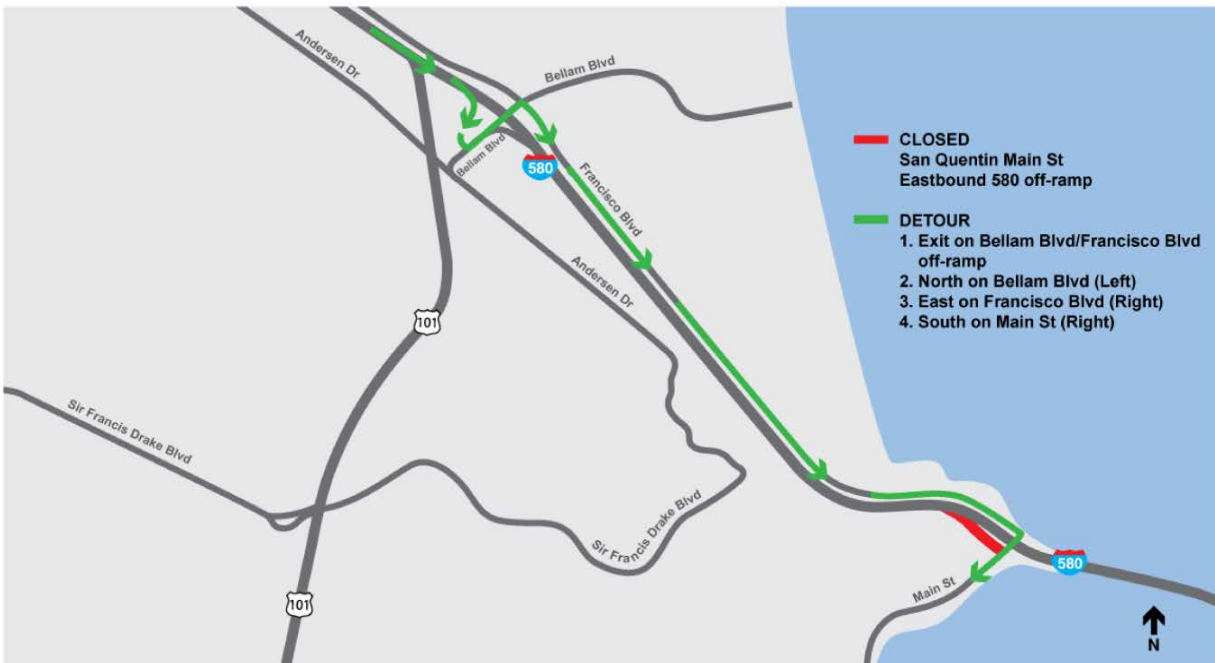 Andersen Dr
Bellam Blvd
CLOSED
San Quentin Main St
Eastbound 580 off-ramp
Bellam Blvd
580
Francisco Blvd
DETOUR
1. Exit on Bellam Blvd/Francisco Blvd
off-ramp
2. North on Bellam Blvd (Left)
3. East on Francisco Blvd (Right)
4. South on Main St (Right)
Andersen Dr
101
Sir Francis Drake Blvd
Sir Francis Drake Blvd
580
Main St
101
N